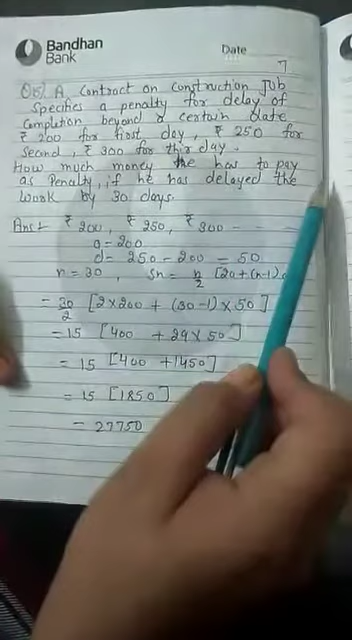 Bandhan
Bank
Date
7
Q5) A contract on construction Job
Specifies a penalty for delay of
completion beyond a certain date
₹ 200 for first day, ₹ 250 for
second, ₹ 300 for third day.
How much money the has to pay
as Penalty, if he has delayed the
work by 30 days
Ans: ₹ 200, ₹ 250, ₹ 300 - - -
a = 200
d = 250 - 200 = 50
n = 30, Sn = n/2 [2a + (n-1)
= 30/2 [2 × 200 + (30-1) × 50]
= 15 [400 + 29 × 50]
= 15 [400 + 1450]
= 15 [1850]
= 27750